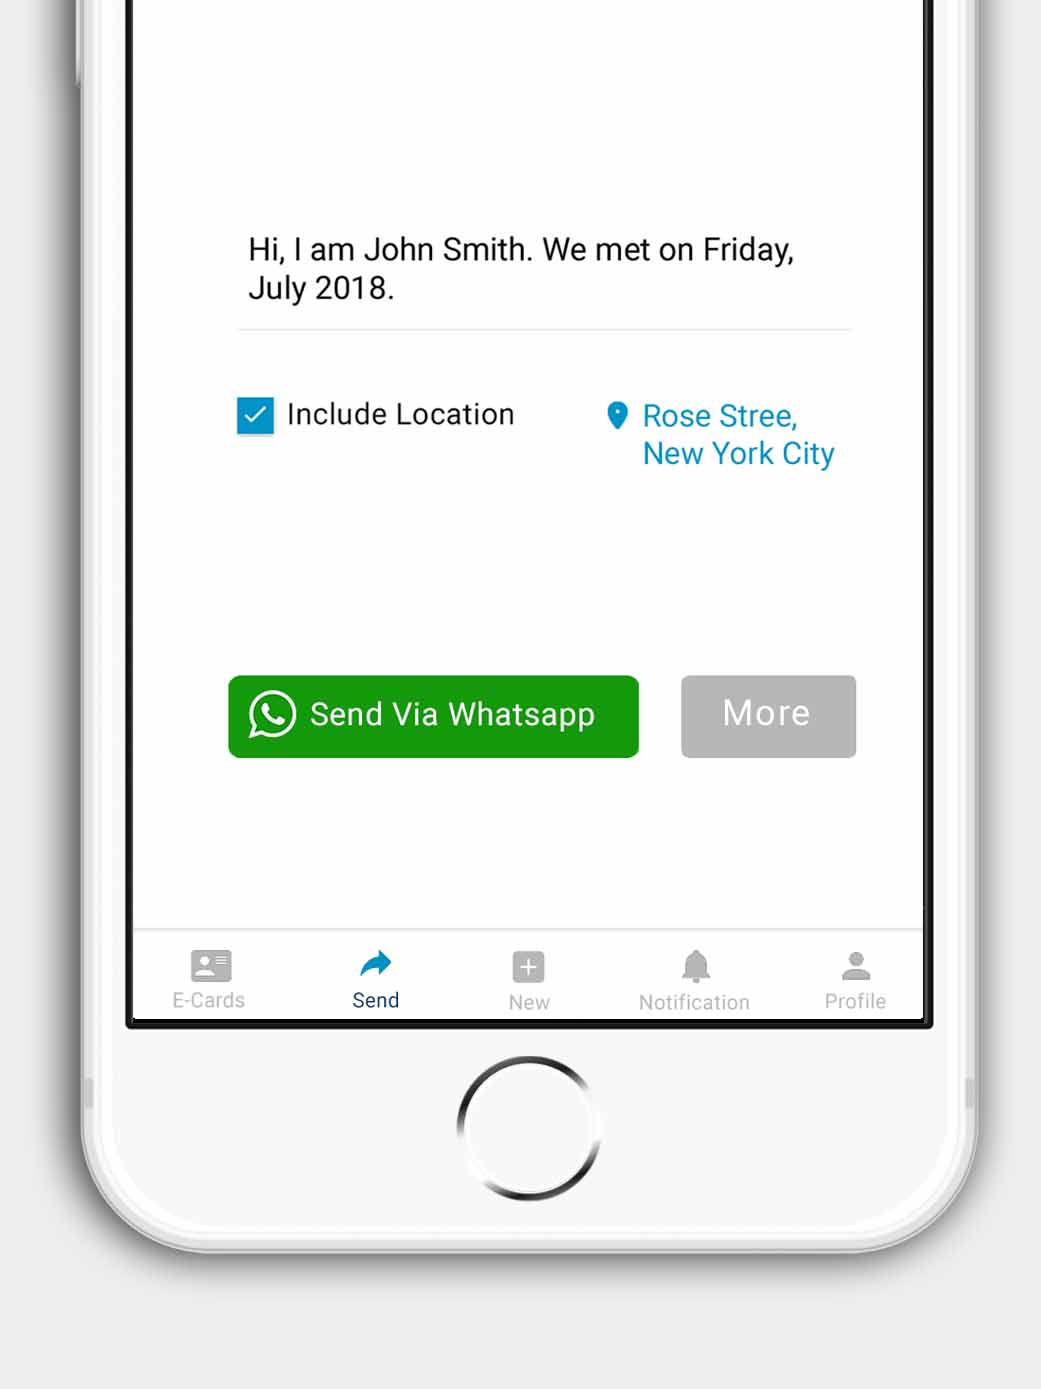 Hi, I am John Smith. We met on Friday,
July 2018.
Include Location
Rose Stree,
New York City
Send Via Whatsapp
More
E-Cards
Send
New
Notification
Profile